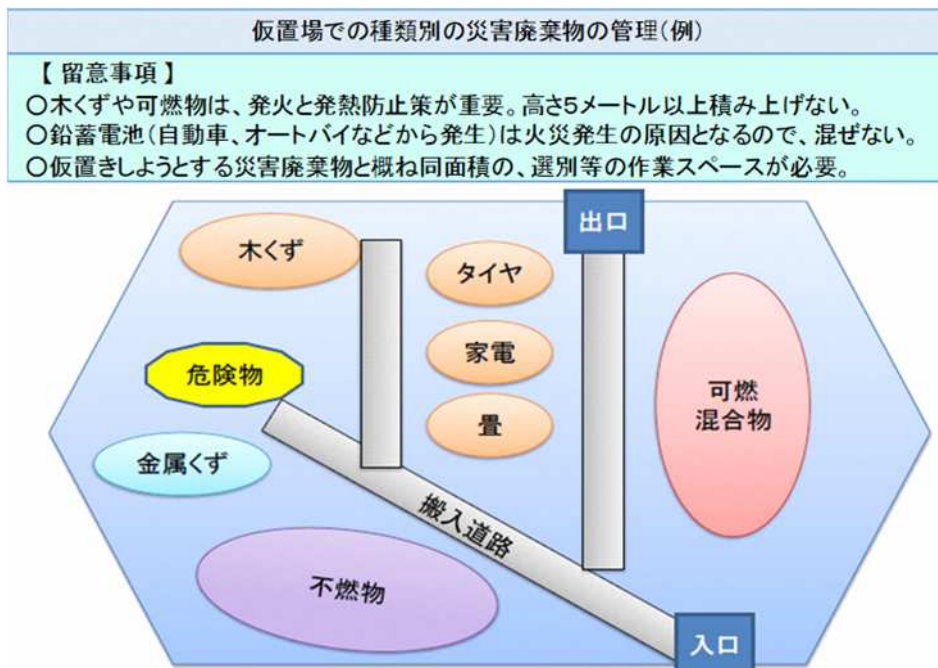 仮置場での種類別の災害廃棄物の管理(例)
【 留意事項 】
○木くずや可燃物は、発火と発熱防止策が重要。高さ５メートル以上積み上げない。
○鉛蓄電池(自動車、オートバイなどから発生)は火災発生の原因となるので、混ぜない。
○仮置きしようとする災害廃棄物と概ね同面積の、選別等の作業スペースが必要。
出口
木くず
タイヤ
家電
危険物
可燃
混合物
畳
金属くず
搬入道路
不燃物
入口